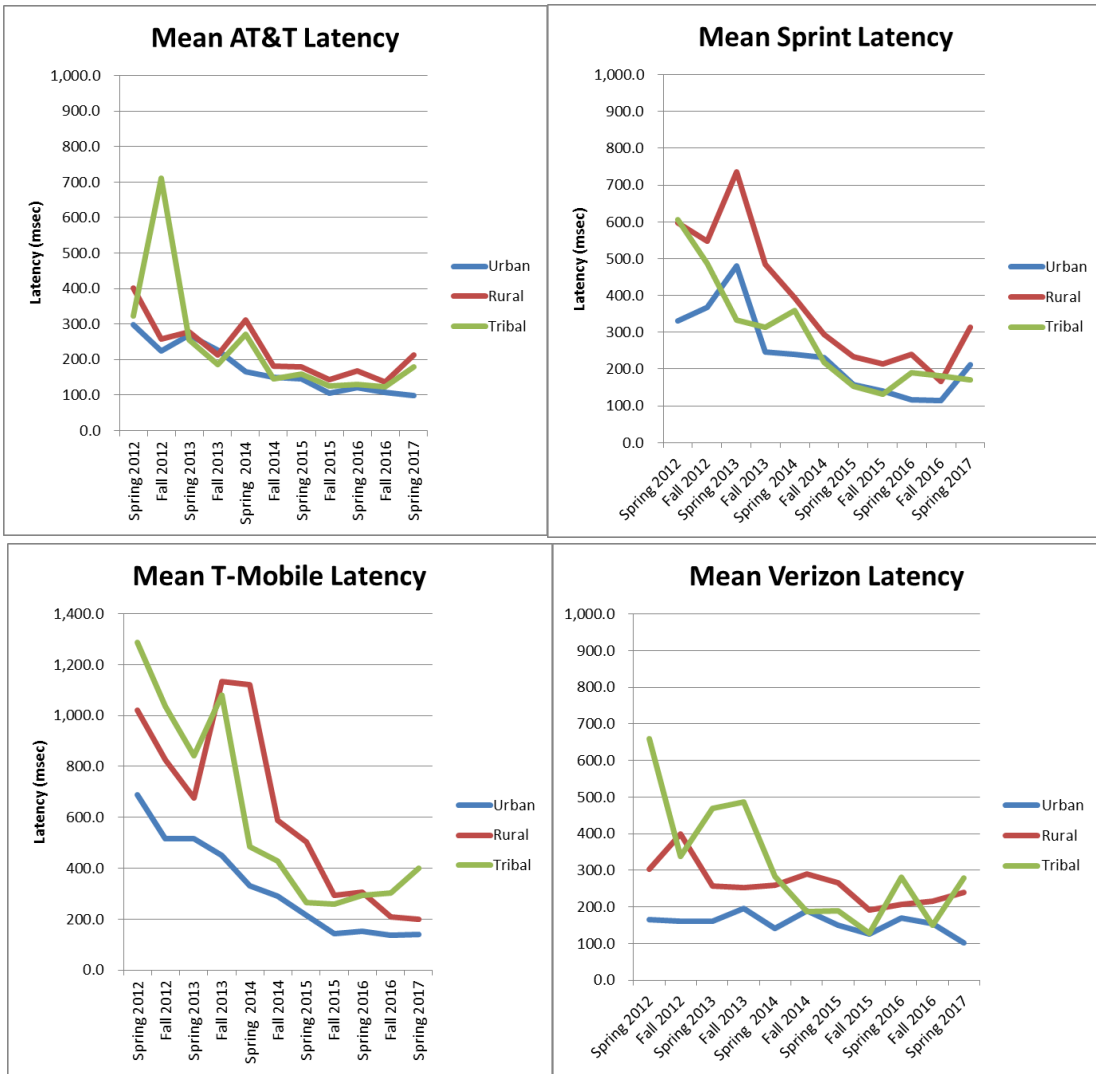 Mean AT&T Latency
Latency (msec)
1,000.0
900.0
800.0
700.0
600.0
500.0
400.0
300.0
200.0
100.0
0.0
Spring 2012
Fall 2012
Spring 2013
Fall 2013
Spring 2014
Fall 2014
Spring 2015
Fall 2015
Spring 2016
Fall 2016
Spring 2017
Urban
Rural
Tribal
Mean Sprint Latency
Latency (msec)
1,000.0
900.0
800.0
700.0
600.0
500.0
400.0
300.0
200.0
100.0
0.0
Spring 2012
Fall 2012
Spring 2013
Fall 2013
Spring 2014
Fall 2014
Spring 2015
Fall 2015
Spring 2016
Fall 2016
Spring 2017
Urban
Rural
Tribal
Mean T-Mobile Latency
Latency (msec)
1,400.0
1,200.0
1,000.0
800.0
600.0
400.0
200.0
0.0
Spring 2012
Fall 2012
Spring 2013
Fall 2013
Spring 2014
Fall 2014
Spring 2015
Fall 2015
Spring 2016
Fall 2016
Spring 2017
Urban
Rural
Tribal
Mean Verizon Latency
1,000.0
900.0
800.0
700.0
600.0
500.0
400.0
300.0
200.0
100.0
0.0
Spring 2012
Fall 2012
Spring 2013
Fall 2013
Spring 2014
Fall 2014
Spring 2015
Fall 2015
Spring 2016
Fall 2016
Spring 2017
Urban
Rural
Tribal